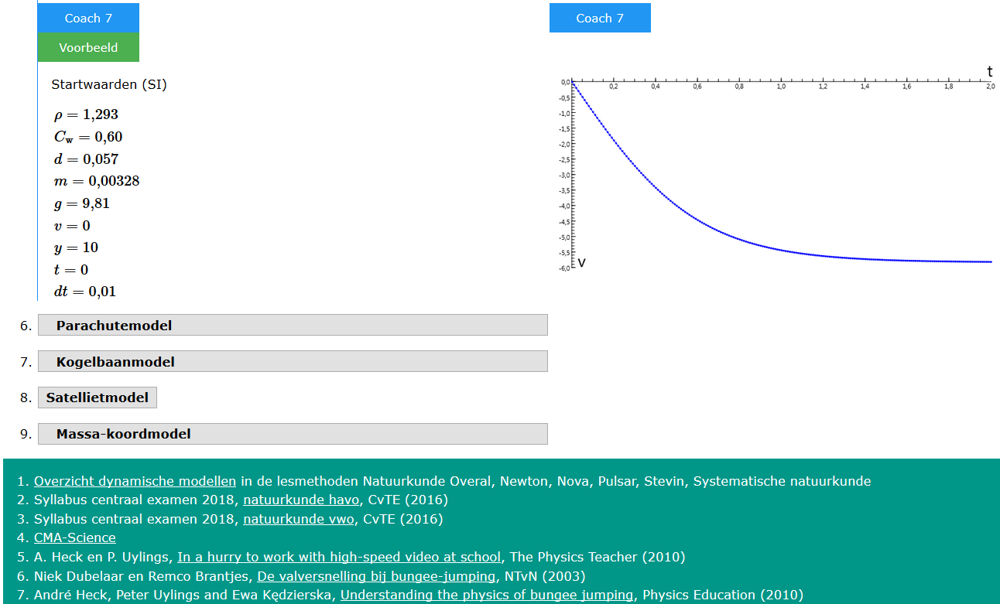 Coach 7
Voorbeeld
Startwaarden (SI)
ρ = 1,293
C_w = 0,60
d = 0,057
m = 0,00328
g = 9,81
v = 0
y = 10
t = 0
dt = 0,01
Coach 7
t
0,0
0,2 0,4 0,6 0,8 1,0 1,2 1,4 1,6 1,8 2,0
-0,5
-1,0
-1,5
-2,0
-2,5
-3,0
-3,5
-4,0
-4,5
-5,0
-5,5
-6,0
v
6. Parachutemodel
7. Kogelbaanmodel
8. Satellietmodel
9. Massa-koordmodel
1. Overzicht dynamische modellen in de lesmethoden Natuurkunde Overal, Newton, Nova, Pulsar, Stevin, Systematische natuurkunde
2. Syllabus centraal examen 2018, natuurkunde havo, CvTE (2016)
3. Syllabus centraal examen 2018, natuurkunde vwo, CvTE (2016)
4. CMA-Science
5. A. Heck en P. Uylings, In a hurry to work with high-speed video at school, The Physics Teacher (2010)
6. Niek Dubelaar en Remco Brantjes, De valversnelling bij bungee-jumping, NTvN (2003)
7. André Heck, Peter Uylings and Ewa Kędzierska, Understanding the physics of bungee jumping, Physics Education (2010)